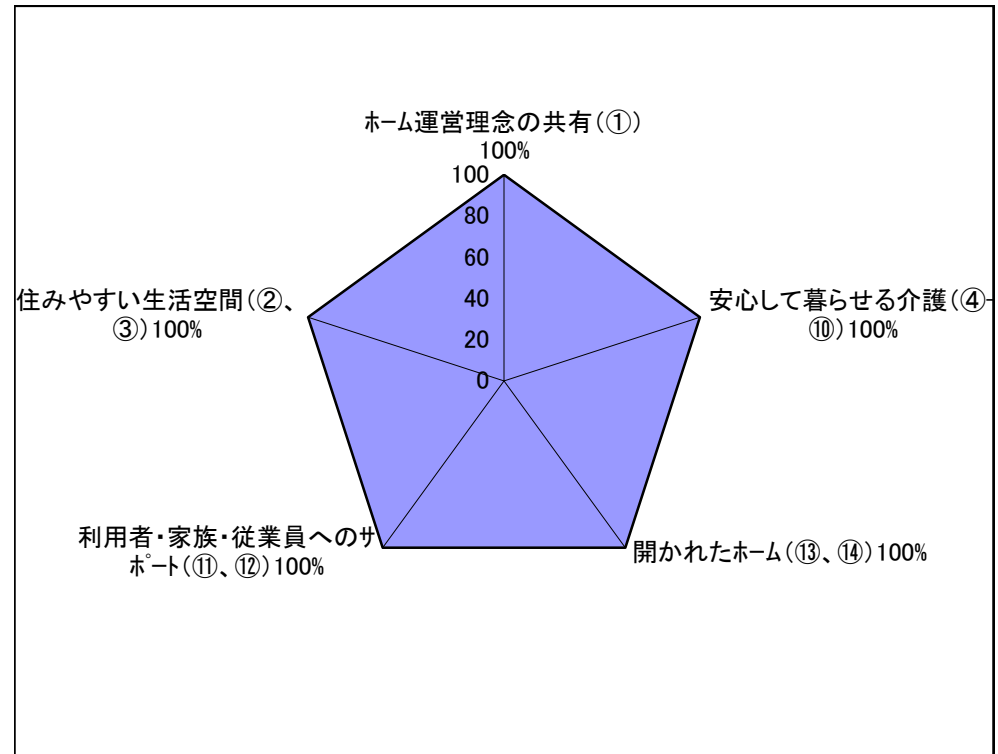 ホーム運営理念の共有(①)
100%
100
80
60
40
20
0
安心して暮らせる介護(④-
⑩)100%
開かれたホーム(⑬、⑭)100%
利用者・家族・従業員へのサ
ポート(⑪、⑫)100%
住みやすい生活空間(②、
③)100%